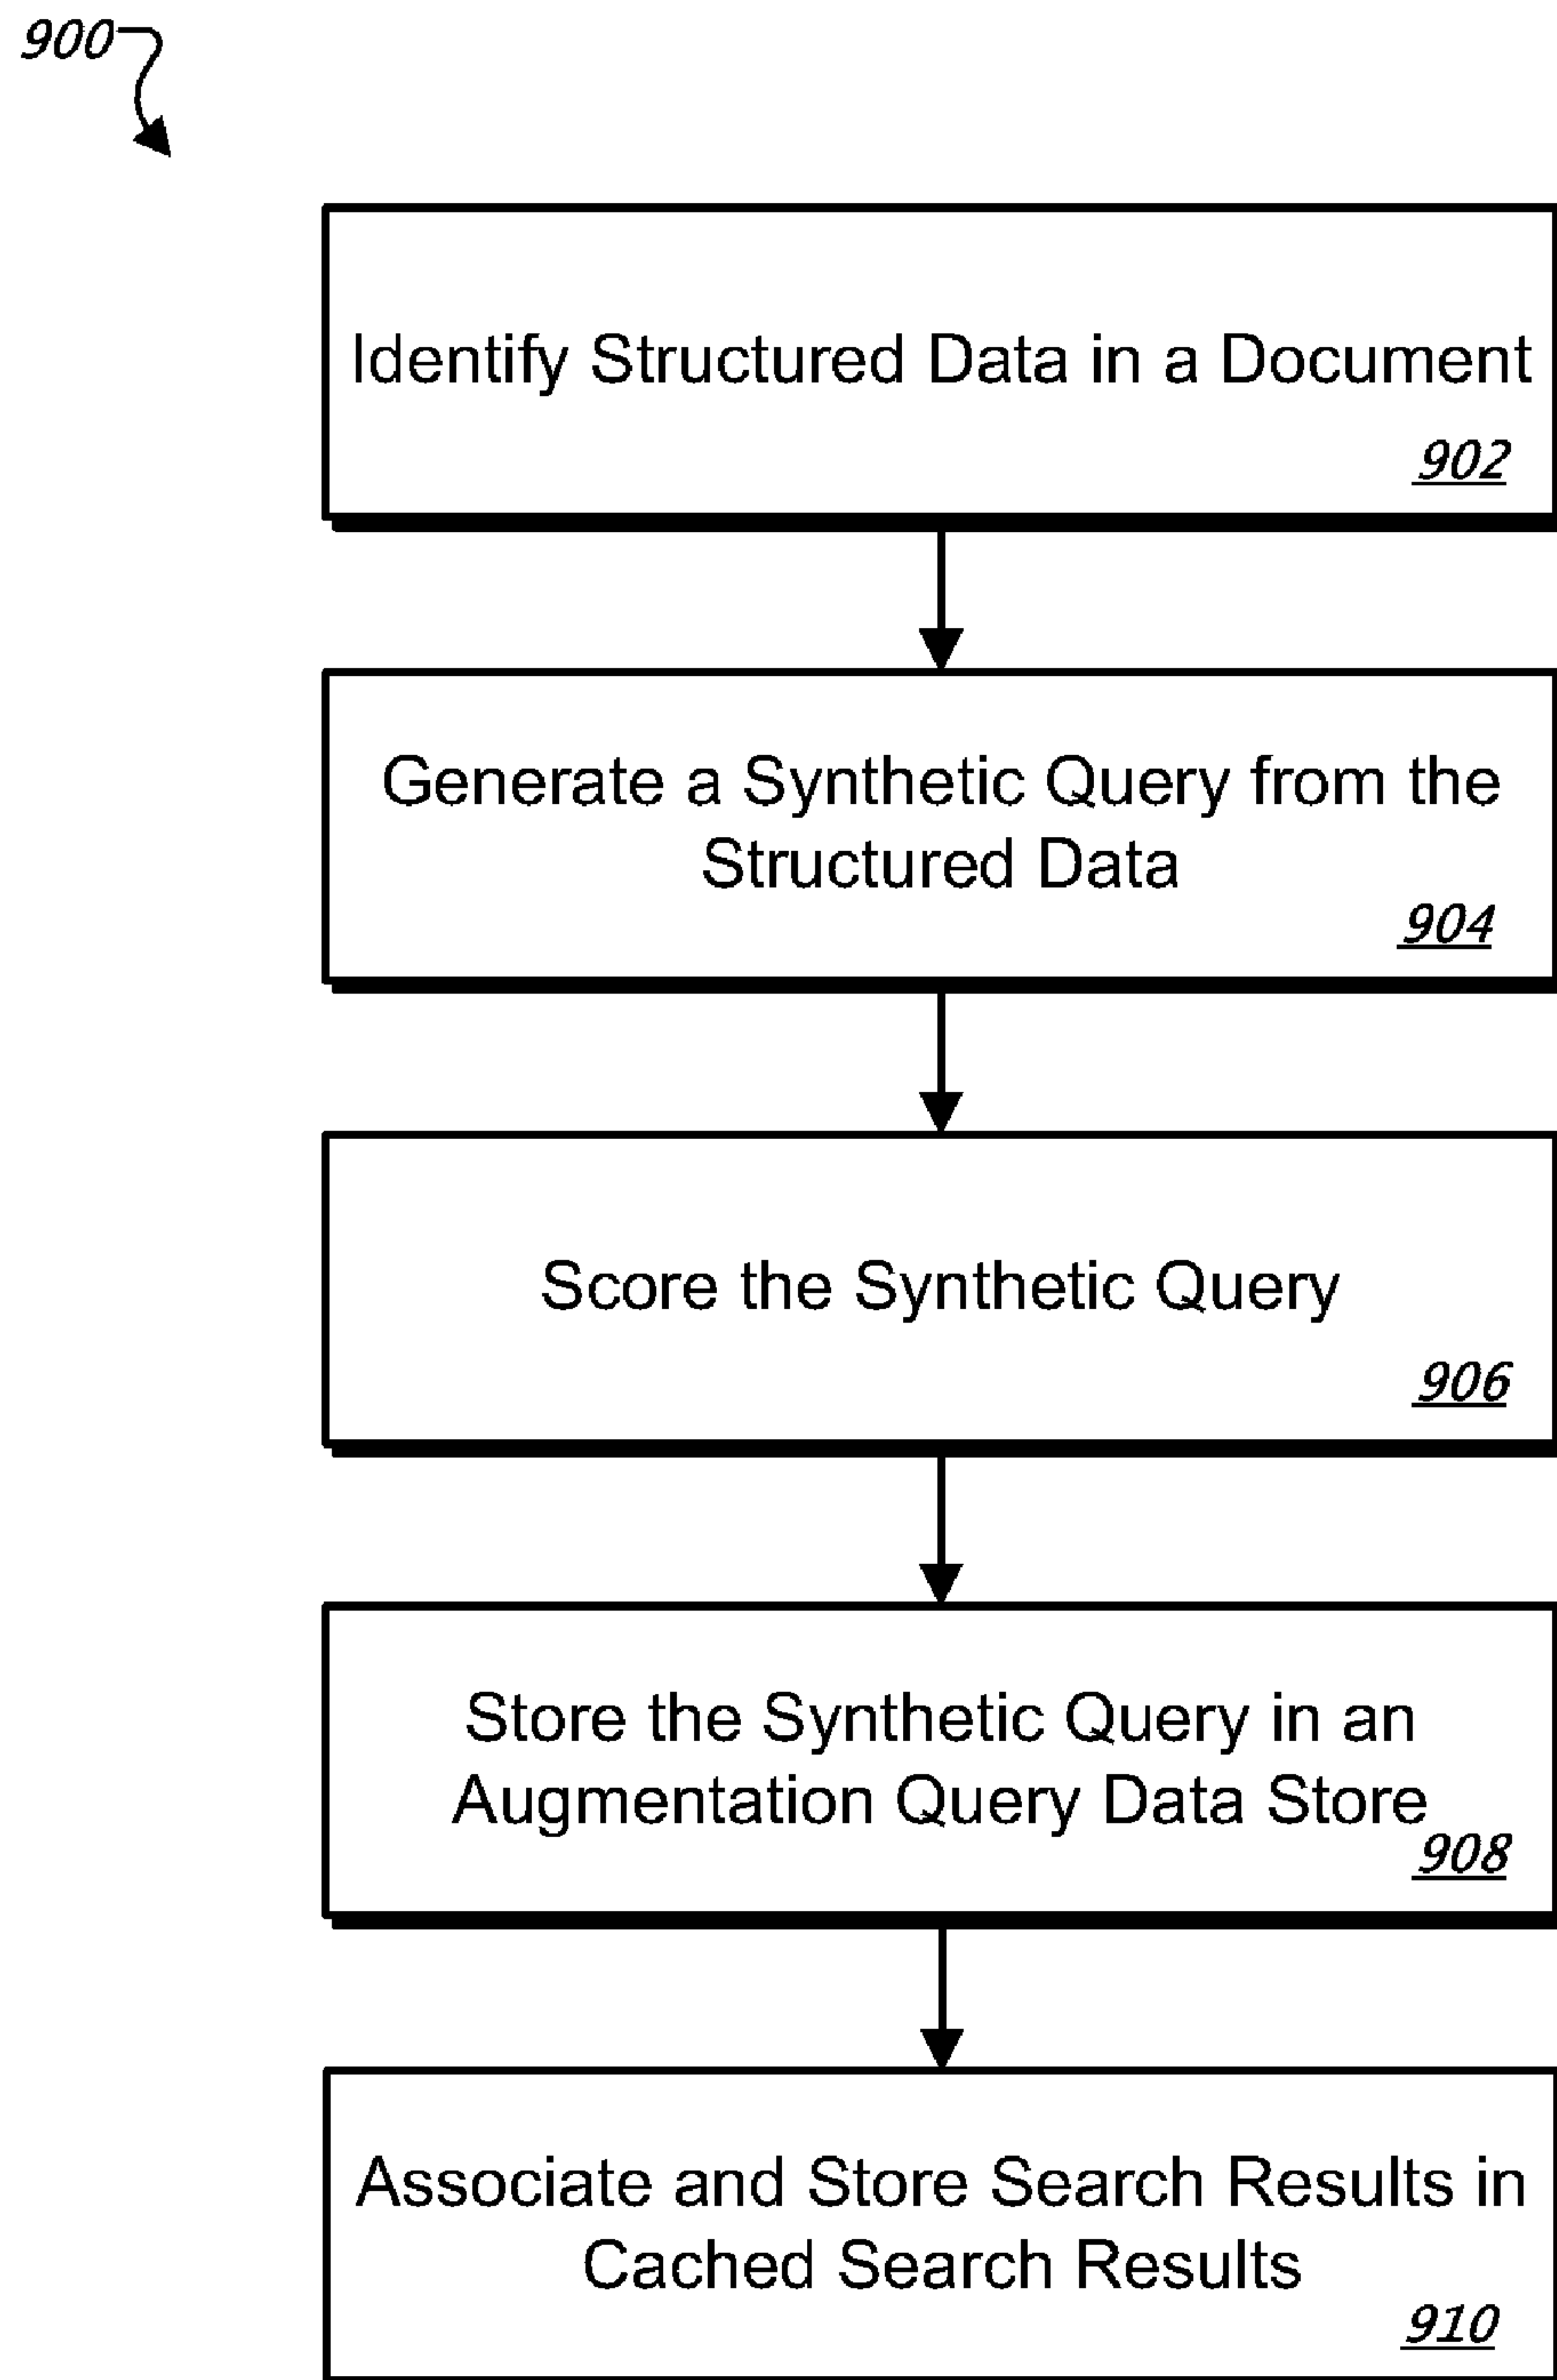 900
Identify Structured Data in a Document
902
Generate a Synthetic Query from the
Structured Data
904
Score the Synthetic Query
906
Store the Synthetic Query in an
Augmentation Query Data Store
908
Associate and Store Search Results in
Cached Search Results
910